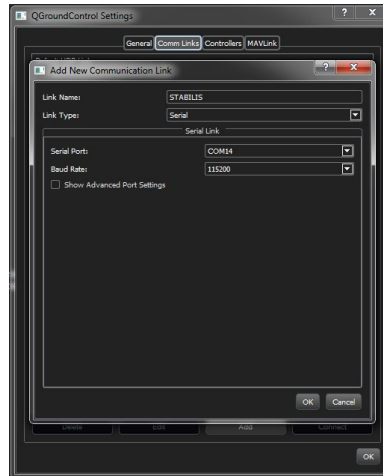 QGroundControl Settings
General Comm Links Controllers MAVLink
Add New Communication Link
Link Name: STABILIS
Link Type: Serial
Serial Link
Serial Port: COM14
Baud Rate: 115200
Show Advanced Port Settings
OK Cancel
Delete Edit Add Connect
OK